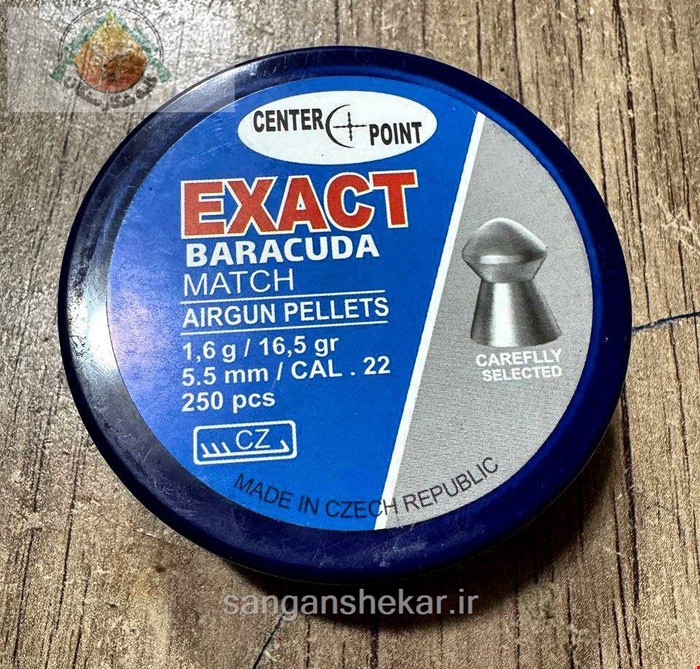 CENTER POINT
EXACT
BARACUDA
MATCH
AIRGUN PELLETS
1,6 g / 16,5 gr
5.5 mm / CAL . 22
250 pcs
CZ
CAREFLLY
SELECTED
MADE IN CZECH REPUBLIC
sanganshekar.ir